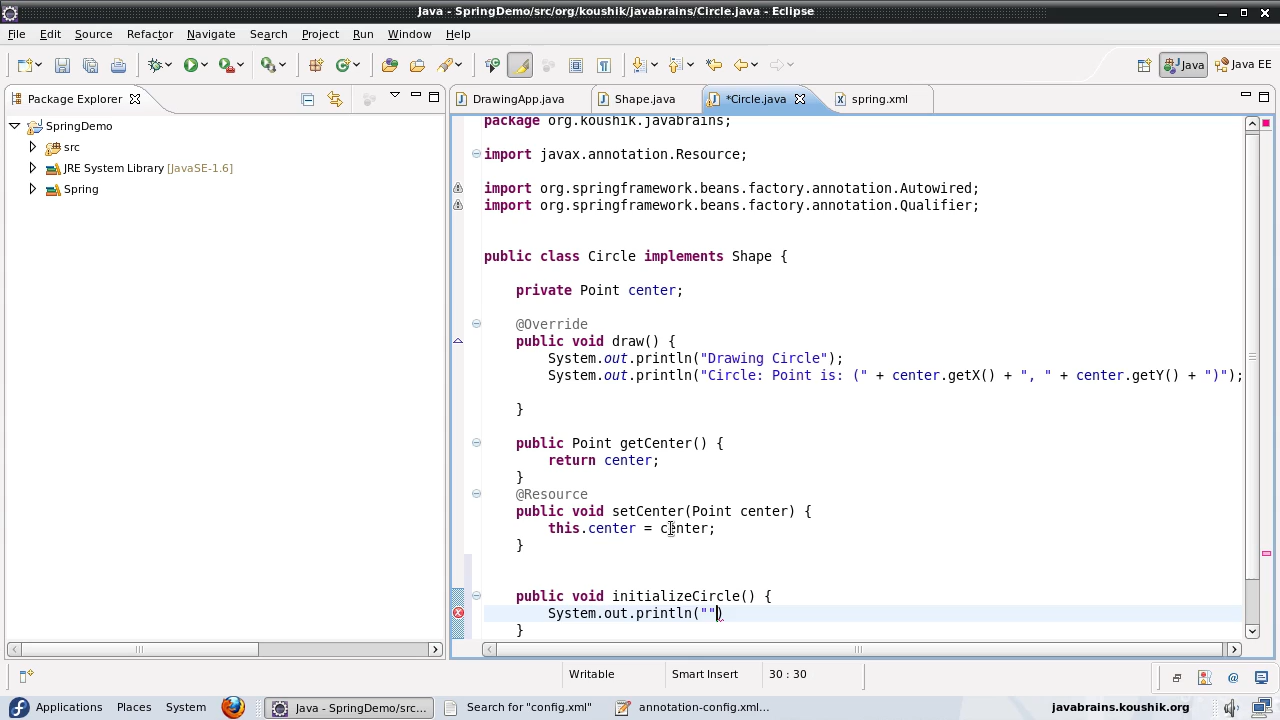 Java - SpringDemo/src/org/koushik/javabrains/Circle.java - Eclipse
File Edit Source Refactor Navigate Search Project Run Window Help
Java Java EE
Package Explorer
DrawingApp.java Shape.java *Circle.java spring.xml
SpringDemo
src
JRE System Library [JavaSE-1.6]
Spring
package org.koushik.javabrains;
import javax.annotation.Resource;
import org.springframework.beans.factory.annotation.Autowired;
import org.springframework.beans.factory.annotation.Qualifier;
public class Circle implements Shape {
private Point center;
@Override
public void draw() {
System.out.println("Drawing Circle");
System.out.println("Circle: Point is: (" + center.getX() + ", " + center.getY() + ")");
}
public Point getCenter() {
return center;
}
@Resource
public void setCenter(Point center) {
this.center = center;
}
public void initializeCircle() {
System.out.println("")
}
Writable Smart Insert 30 : 30
Applications Places System Java - SpringDemo/src... Search for "config.xml" annotation-config.xml... javabrains.koushik.org